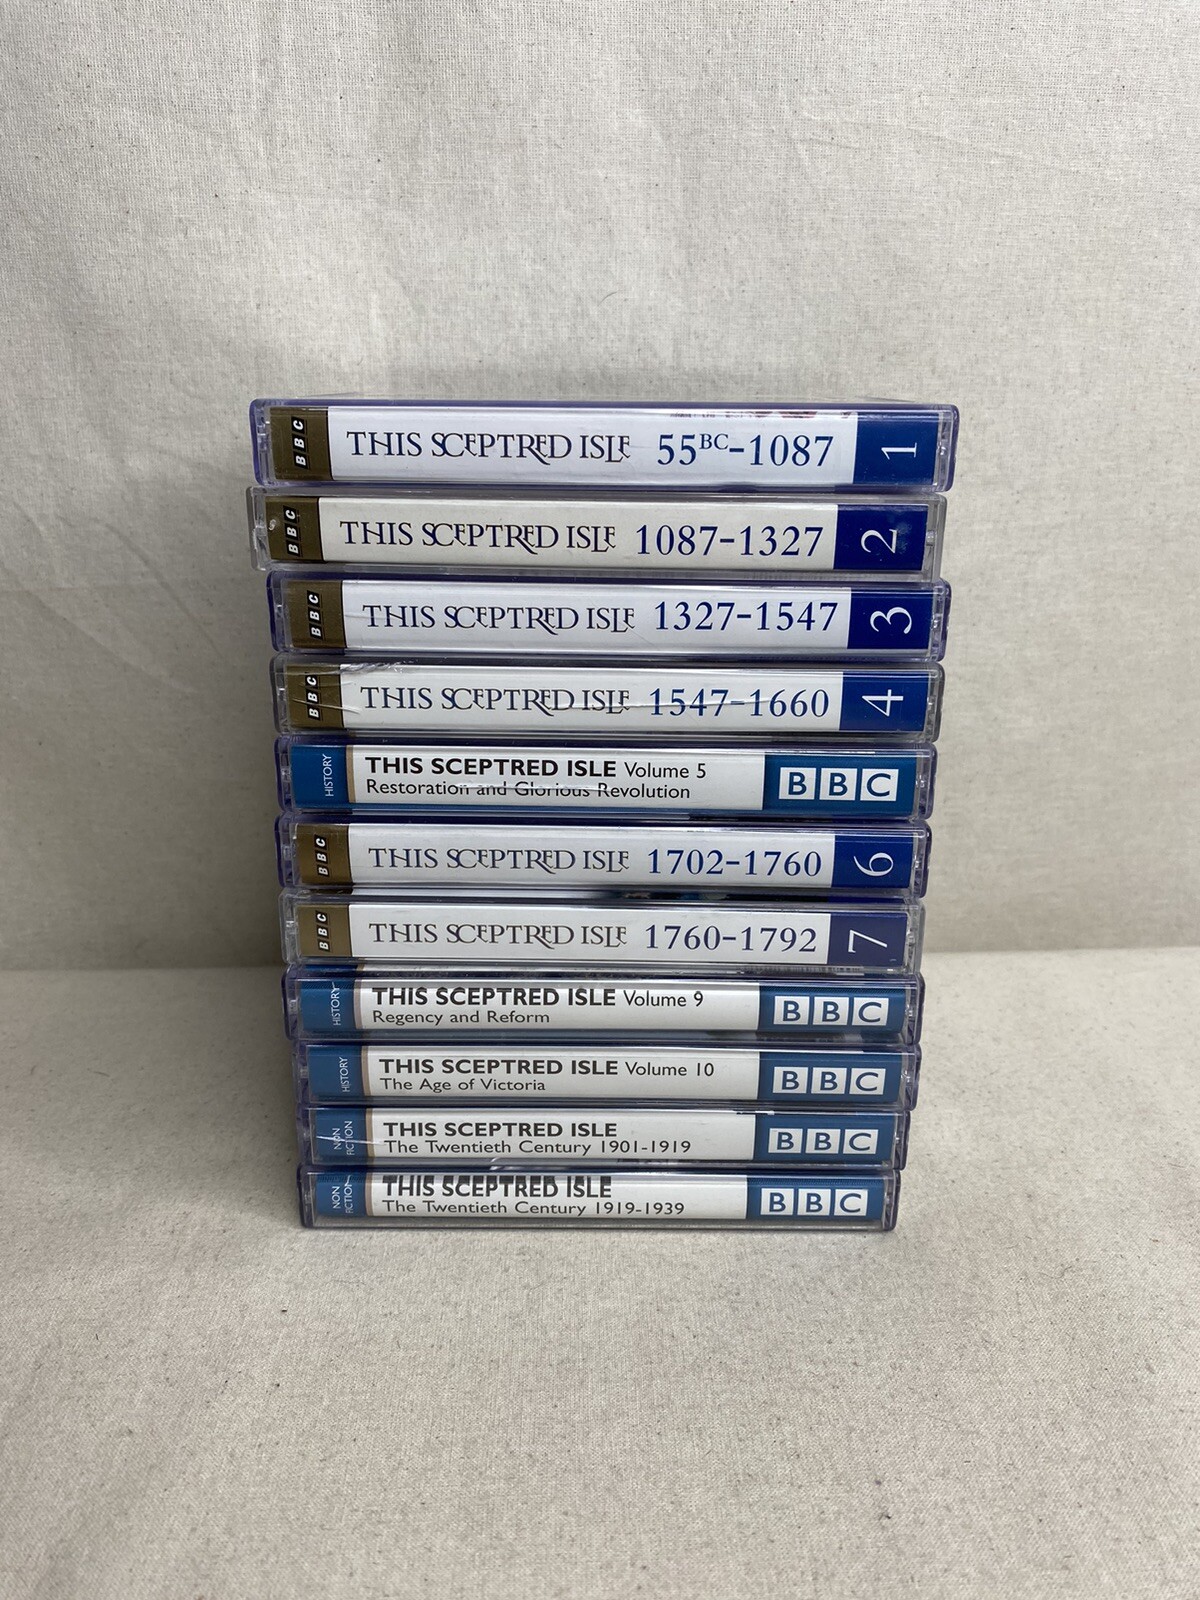 BBC THIS SCEPTRED ISLE 55BC-1087 1
BBC THIS SCEPTRED ISLE 1087-1327 2
BBC THIS SCEPTRED ISLE 1327-1547 3
BBC THIS SCEPTRED ISLE 1547-1660 4
HISTORY THIS SCEPTRED ISLE Volume 5 BBC
Restoration and Glorious Revolution
BBC THIS SCEPTRED ISLE 1702-1760 6
BBC THIS SCEPTRED ISLE 1760-1792 7
HISTORY THIS SCEPTRED ISLE Volume 9 BBC
Regency and Reform
HISTORY THIS SCEPTRED ISLE Volume 10 BBC
The Age of Victoria
NON FICTION THIS SCEPTRED ISLE BBC
The Twentieth Century 1901-1919
NON FICTION THIS SCEPTRED ISLE BBC
The Twentieth Century 1919-1939